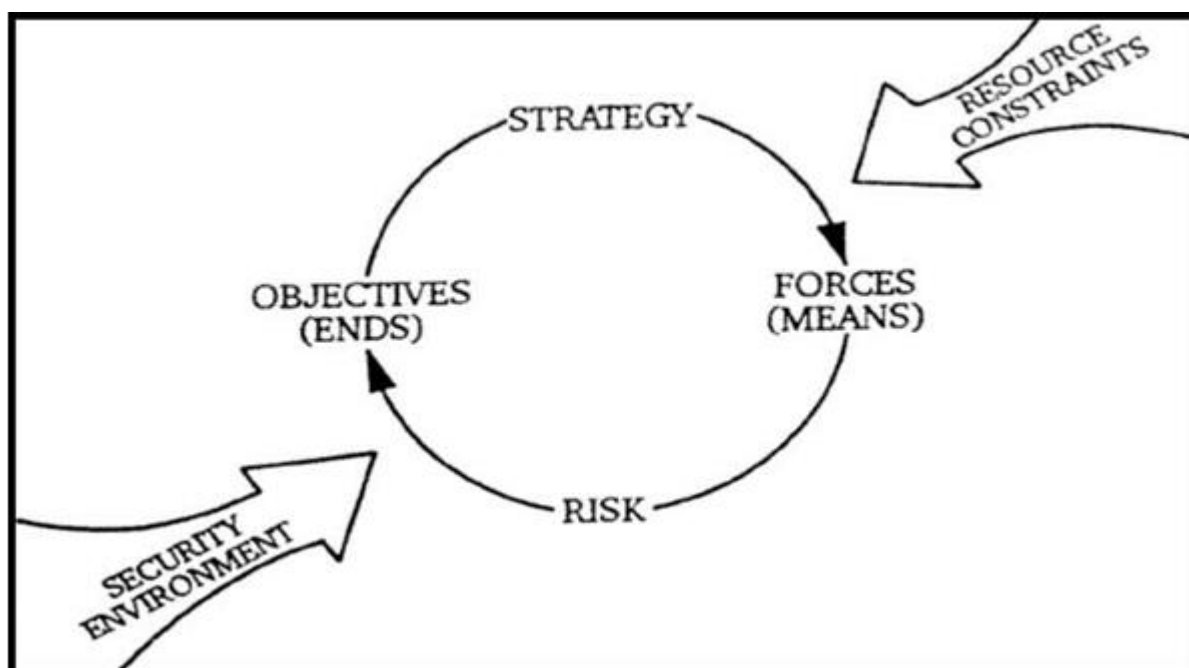 RESOURCE
CONSTRAINTS
STRATEGY
OBJECTIVES
(ENDS)
FORCES
(MEANS)
RISK
SECURITY
ENVIRONMENT